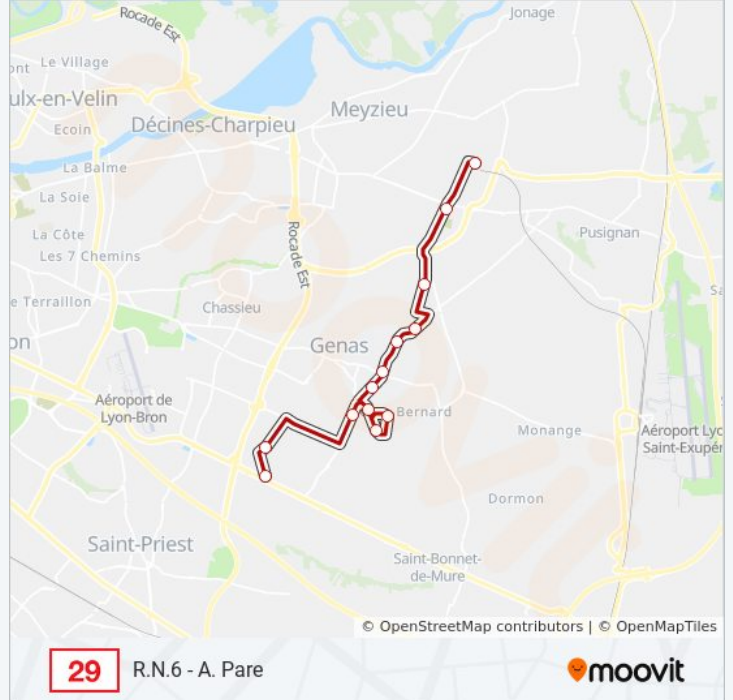 Jonage
Rocade Est
Le Village
ont
ulx-en-Velin
Meyzieu
Décines-Charpieu
Ecoin
La Balme
La Soie
La Côte
Pusignan
Les 7 Chemins
Rocade Est
Sa
e Terraillon
Chassieu
on
Genas
Aéroport de
Lyon-Bron
Bernard
Monange
Aéroport Lyo
Saint-Exupér
Dormon
Saint-Priest
Saint-Bonnet-
de-Mure
© OpenStreetMap contributors | © OpenMapTiles
29 R.N.6 - A. Pare
moovit